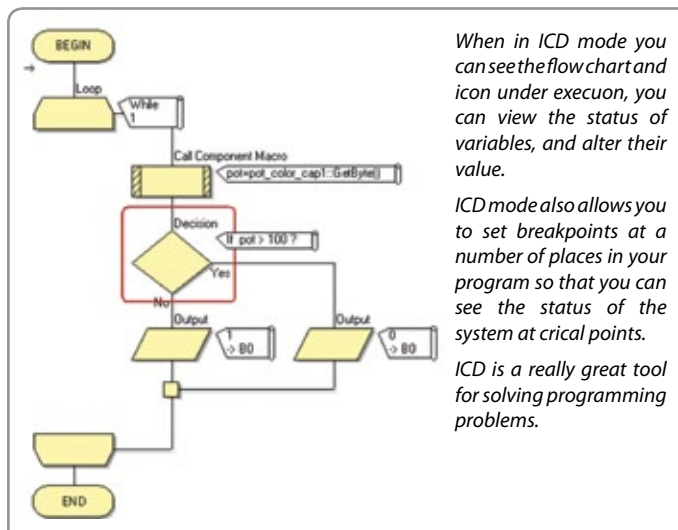 BEGIN
Loop
While
1
Call Component Macro
pot=pot_color_cap1::GetByte()
Decision
If pot > 100 ?
Yes
No
Output
1
-> B0
Output
0
-> B0
END
When in ICD mode you
can see the flow chart and
icon under execuon, you
can view the status of
variables, and alter their
value.
ICD mode also allows you
to set breakpoints at a
number of places in your
program so that you can
see the status of the
system at crical points.
ICD is a really great tool
for solving programming
problems.